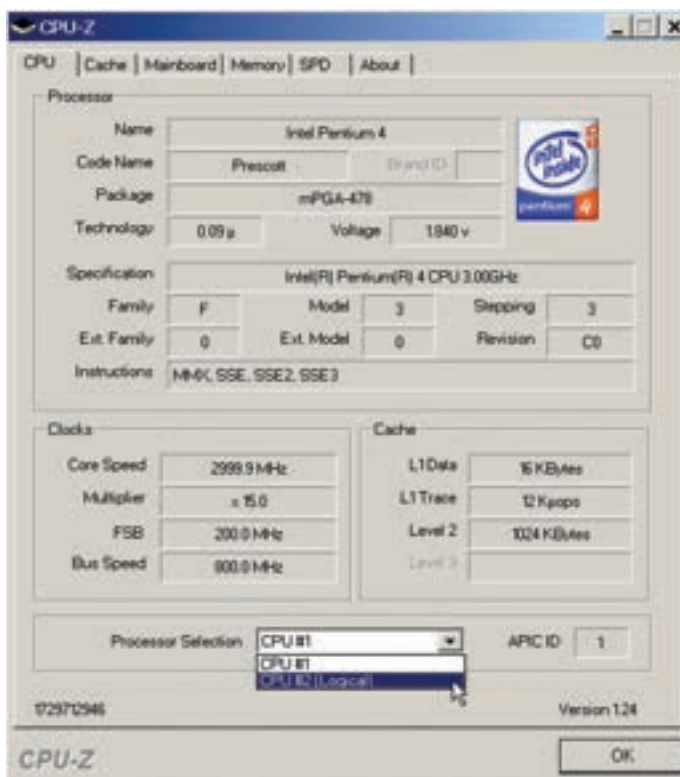 CPU-Z
CPU Cache Mainboard Memory SPD About
Processor
Name Intel Pentium 4
Code Name Prescott Brand ID
Package mPGA-478
Technology 0.09 µ Voltage 1.840 v
intel inside
pentium 4
Specification Intel(R) Pentium(R) 4 CPU 3.00GHz
Family F Model 3 Stepping 3
Ext. Family 0 Ext. Model 0 Revision C0
Instructions MMX, SSE, SSE2, SSE3
Clocks
Core Speed 2999.9 MHz
Multiplier x 15.0
FSB 200.0 MHz
Bus Speed 800.0 MHz
Cache
L1 Data 16 KBytes
L1 Trace 12 Kµops
Level 2 1024 KBytes
Level 3
Processor Selection CPU #1 APIC ID 1
CPU #1
CPU #2 (Logical)
1729712946 Version 1.24
CPU-Z OK